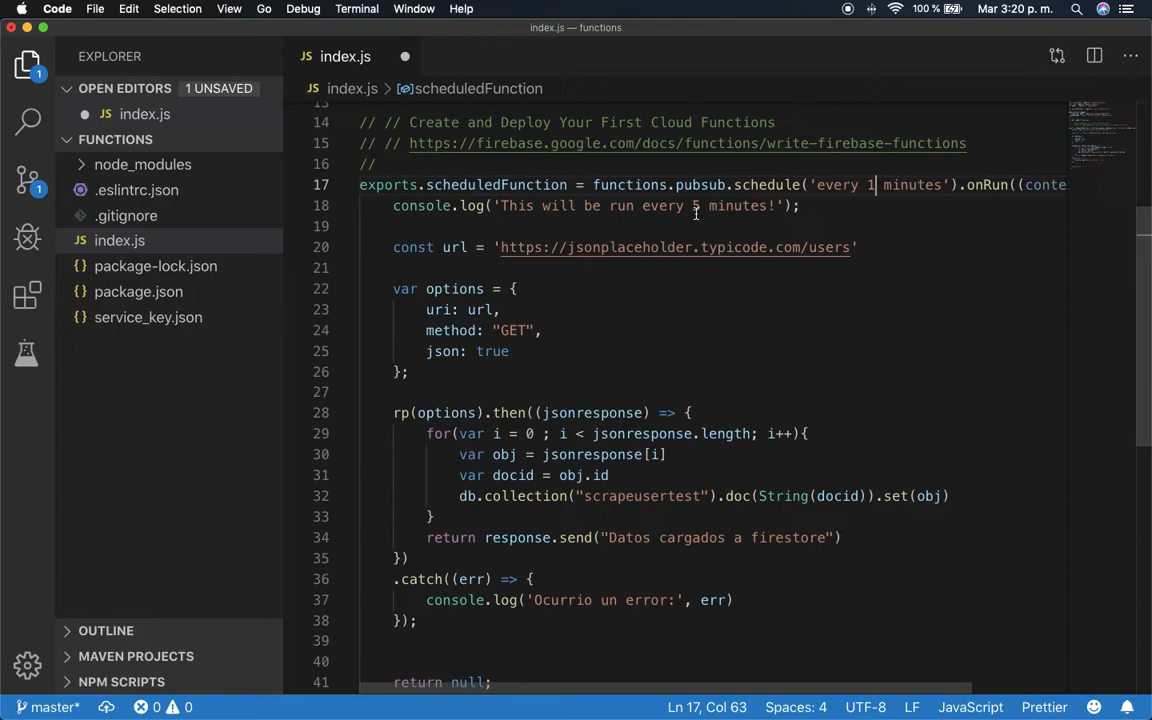 Code File Edit Selection View Go Debug Terminal Window Help 100 % Mar 3:20 p. m.
index.js — functions
EXPLORER
OPEN EDITORS 1 UNSAVED
JS index.js
FUNCTIONS
node_modules
.eslintrc.json
.gitignore
JS index.js
{} package-lock.json
{} package.json
{} service_key.json
OUTLINE
MAVEN PROJECTS
NPM SCRIPTS
1
1
JS index.js
JS index.js > scheduledFunction
13
14 // // Create and Deploy Your First Cloud Functions
15 // // https://firebase.google.com/docs/functions/write-firebase-functions
16 //
17 exports.scheduledFunction = functions.pubsub.schedule('every 1 minutes').onRun((conte
18 console.log('This will be run every 5 minutes!');
19
20 const url = 'https://jsonplaceholder.typicode.com/users'
21
22 var options = {
23 uri: url,
24 method: "GET",
25 json: true
26 };
27
28 rp(options).then((jsonresponse) => {
29 for(var i = 0 ; i < jsonresponse.length; i++){
30 var obj = jsonresponse[i]
31 var docid = obj.id
32 db.collection("scrapeusertest").doc(String(docid)).set(obj)
33 }
34 return response.send("Datos cargados a firestore")
35 })
36 .catch((err) => {
37 console.log('Ocurrio un error:', err)
38 });
39
40
41 return null;
master* 0 0 Ln 17, Col 63 Spaces: 4 UTF-8 LF JavaScript Prettier